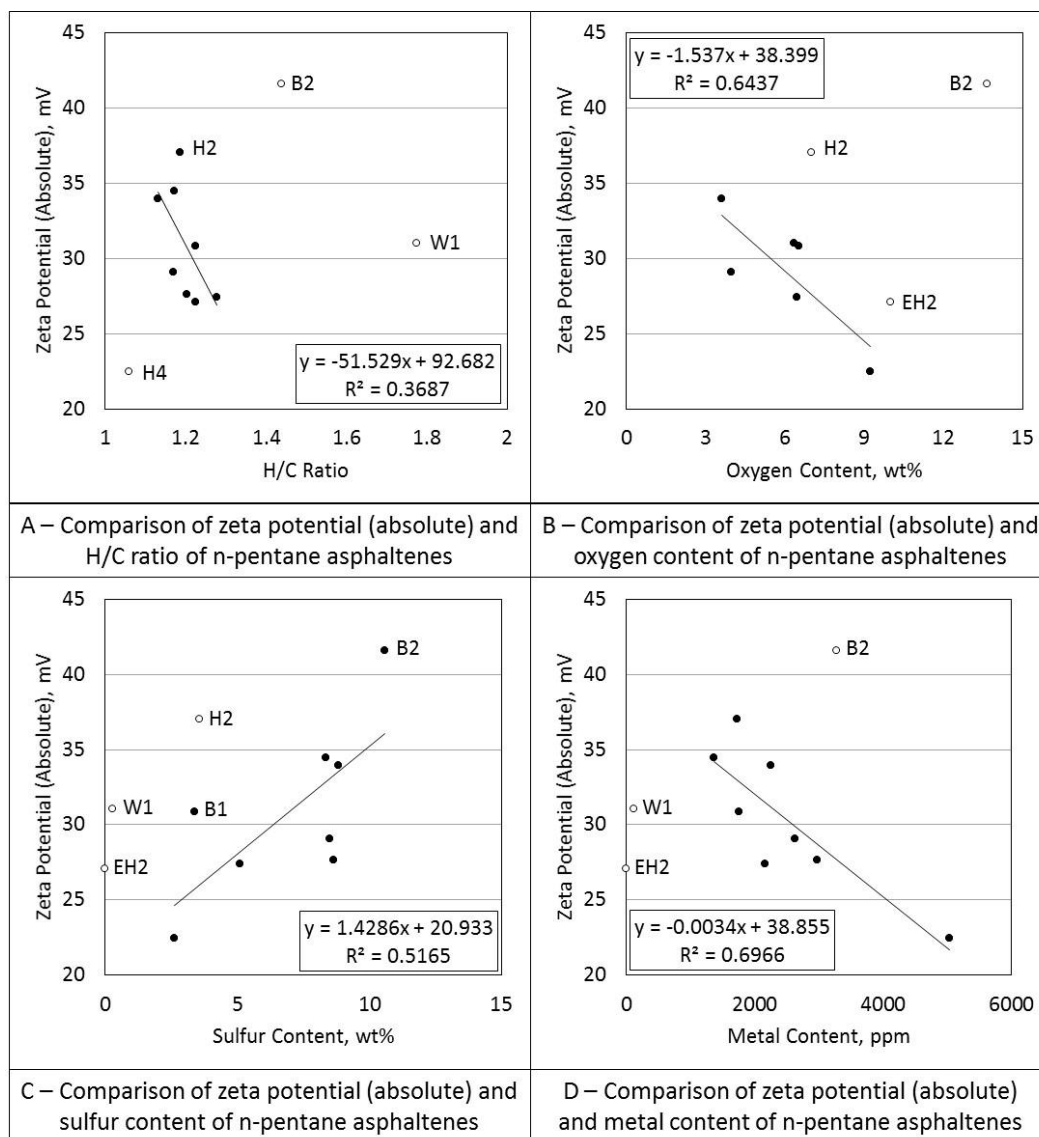 45
40
35
30
25
20
Zeta Potential (Absolute), mV
B2
H2
W1
H4
y = -51.529x + 92.682
R² = 0.3687
1
1.2
1.4
1.6
1.8
2
H/C Ratio
A – Comparison of zeta potential (absolute) and
H/C ratio of n-pentane asphaltenes
45
40
35
30
25
20
Zeta Potential (Absolute), mV
y = -1.537x + 38.399
R² = 0.6437
B2
H2
EH2
0
3
6
9
12
15
Oxygen Content, wt%
B – Comparison of zeta potential (absolute) and
oxygen content of n-pentane asphaltenes
45
40
35
30
25
20
Zeta Potential (Absolute), mV
B2
H2
W1
B1
EH2
y = 1.4286x + 20.933
R² = 0.5165
0
5
10
15
Sulfur Content, wt%
C – Comparison of zeta potential (absolute) and
sulfur content of n-pentane asphaltenes
45
40
35
30
25
20
Zeta Potential (Absolute), mV
B2
W1
EH2
y = -0.0034x + 38.855
R² = 0.6966
0
2000
4000
6000
Metal Content, ppm
D – Comparison of zeta potential (absolute)
and metal content of n-pentane asphaltenes